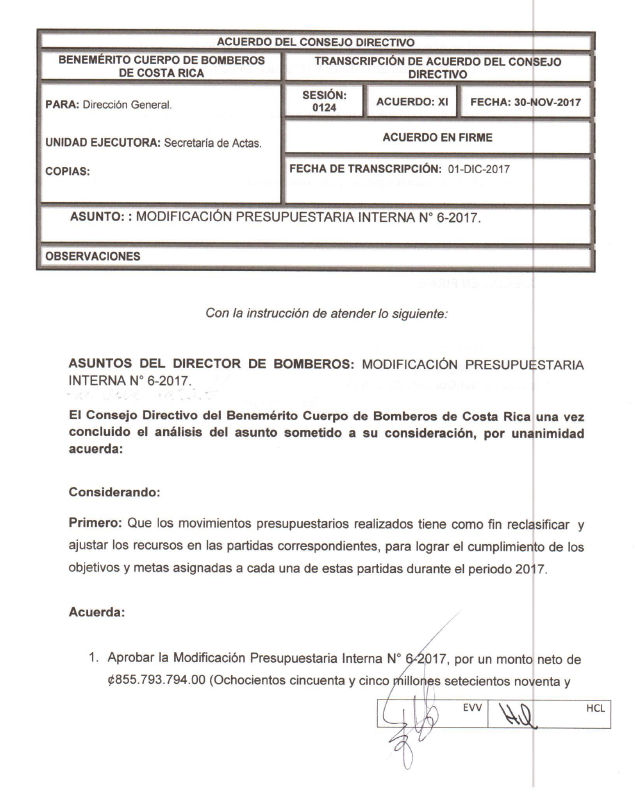 ACUERDO DEL CONSEJO DIRECTIVO
BENEMÉRITO CUERPO DE BOMBEROS
DE COSTA RICA
TRANSCRIPCIÓN DE ACUERDO DEL CONSEJO
DIRECTIVO
PARA: Dirección General.
SESIÓN:
0124
ACUERDO: XI
FECHA: 30-NOV-2017
UNIDAD EJECUTORA: Secretaría de Actas.
ACUERDO EN FIRME
COPIAS:
FECHA DE TRANSCRIPCIÓN: 01-DIC-2017
ASUNTO: : MODIFICACIÓN PRESUPUESTARIA INTERNA N° 6-2017.
OBSERVACIONES
Con la instrucción de atender lo siguiente:
ASUNTOS DEL DIRECTOR DE BOMBEROS: MODIFICACIÓN PRESUPUESTARIA
INTERNA N° 6-2017.
El Consejo Directivo del Benemérito Cuerpo de Bomberos de Costa Rica una vez
concluido el análisis del asunto sometido a su consideración, por unanimidad
acuerda:
Considerando:
Primero: Que los movimientos presupuestarios realizados tiene como fin reclasificar y
ajustar los recursos en las partidas correspondientes, para lograr el cumplimiento de los
objetivos y metas asignadas a cada una de estas partidas durante el periodo 2017.
Acuerda:
1. Aprobar la Modificación Presupuestaria Interna N° 6-2017, por un monto neto de
¢855.793.794.00 (Ochocientos cincuenta y cinco millones setecientos noventa y
EVV
HCL